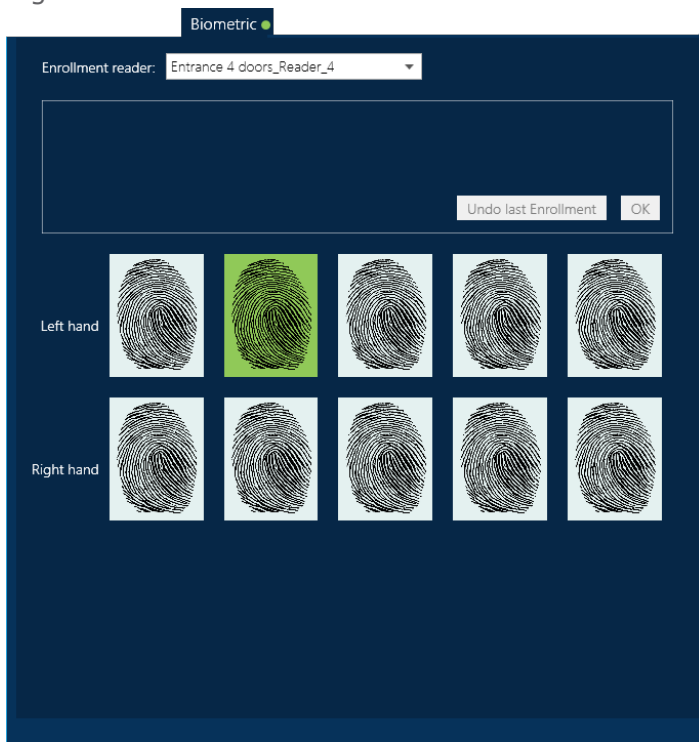 Biometric
Enrollment reader: Entrance 4 doors_Reader_4
Undo last Enrollment OK
Left hand
Right hand